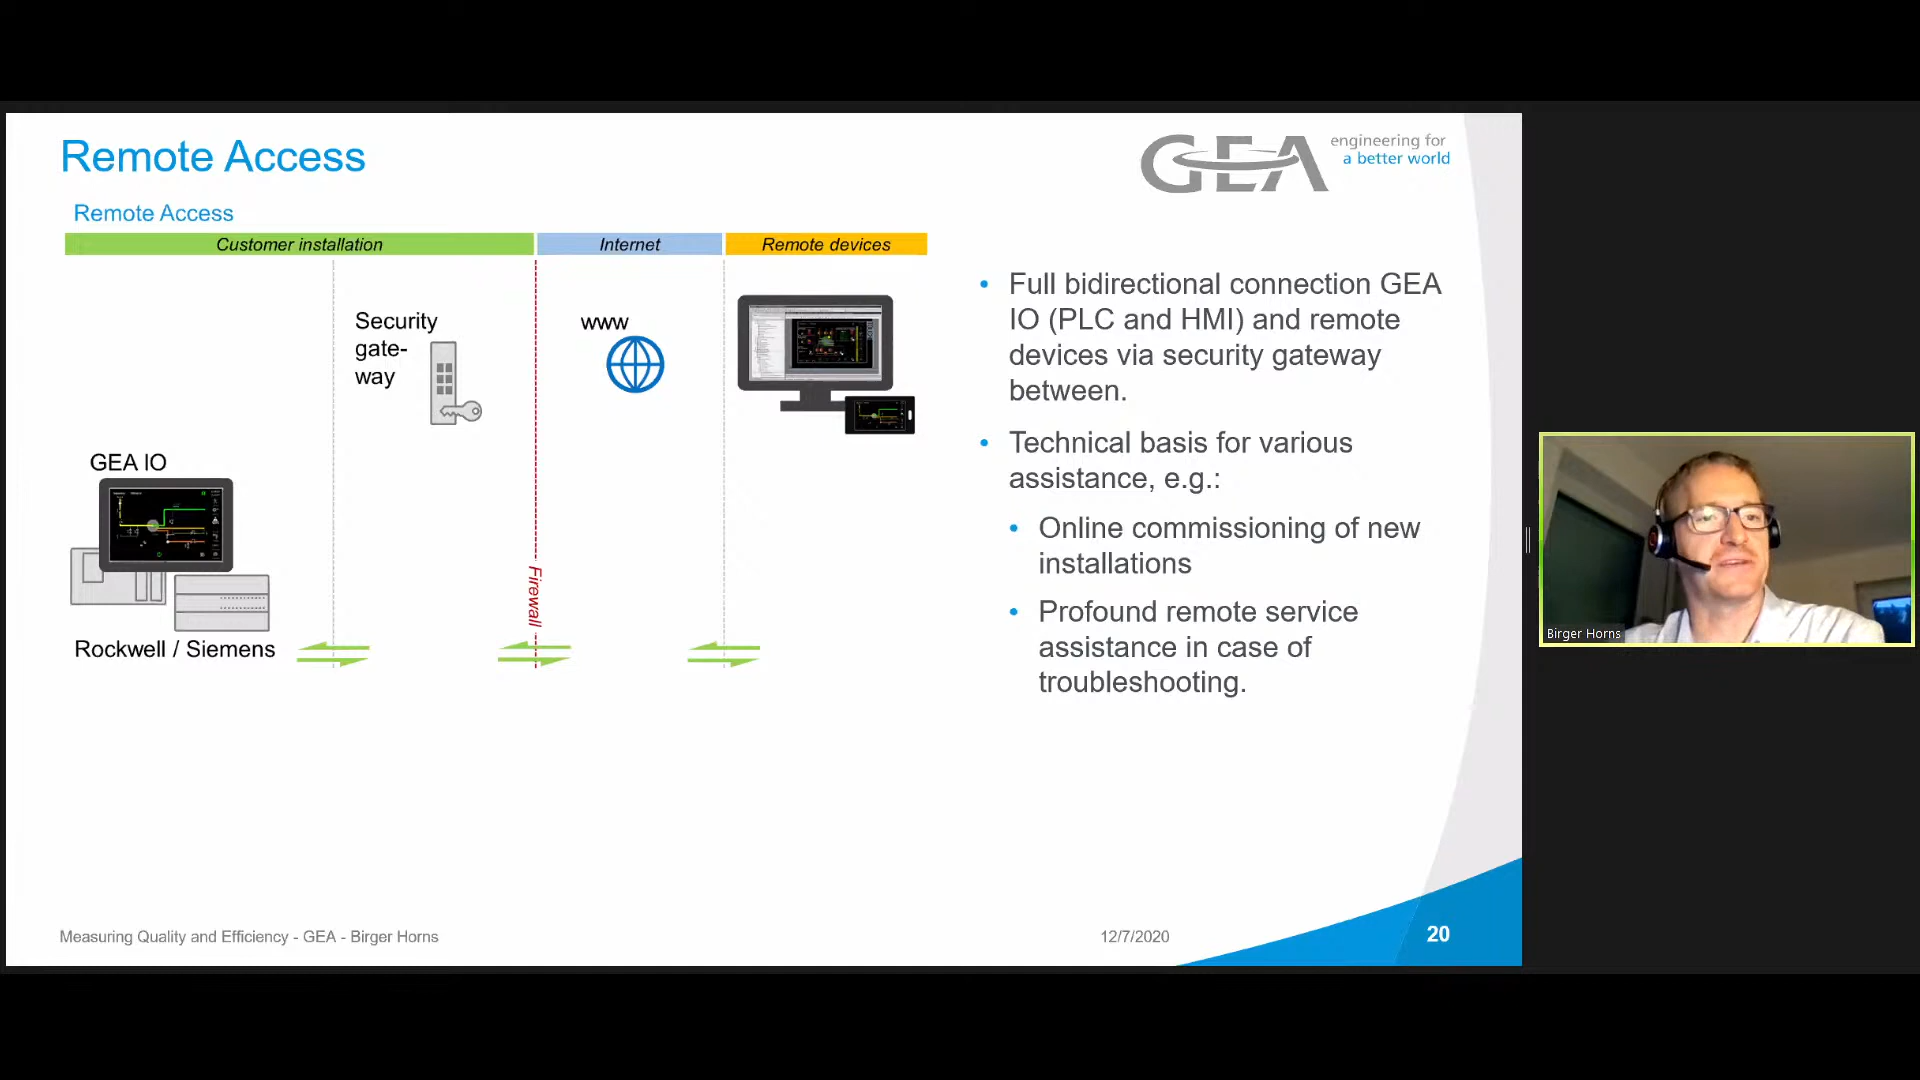 Remote Access
GEA
engineering for
a better world
Remote Access
Customer installation
Internet
Remote devices
Security
gate-
way
www
GEA IO
Rockwell / Siemens
Firewall
• Full bidirectional connection GEA
IO (PLC and HMI) and remote
devices via security gateway
between.
• Technical basis for various
assistance, e.g.:
• Online commissioning of new
installations
• Profound remote service
assistance in case of
troubleshooting.
Birger Horns
Measuring Quality and Efficiency - GEA - Birger Horns
12/7/2020
20